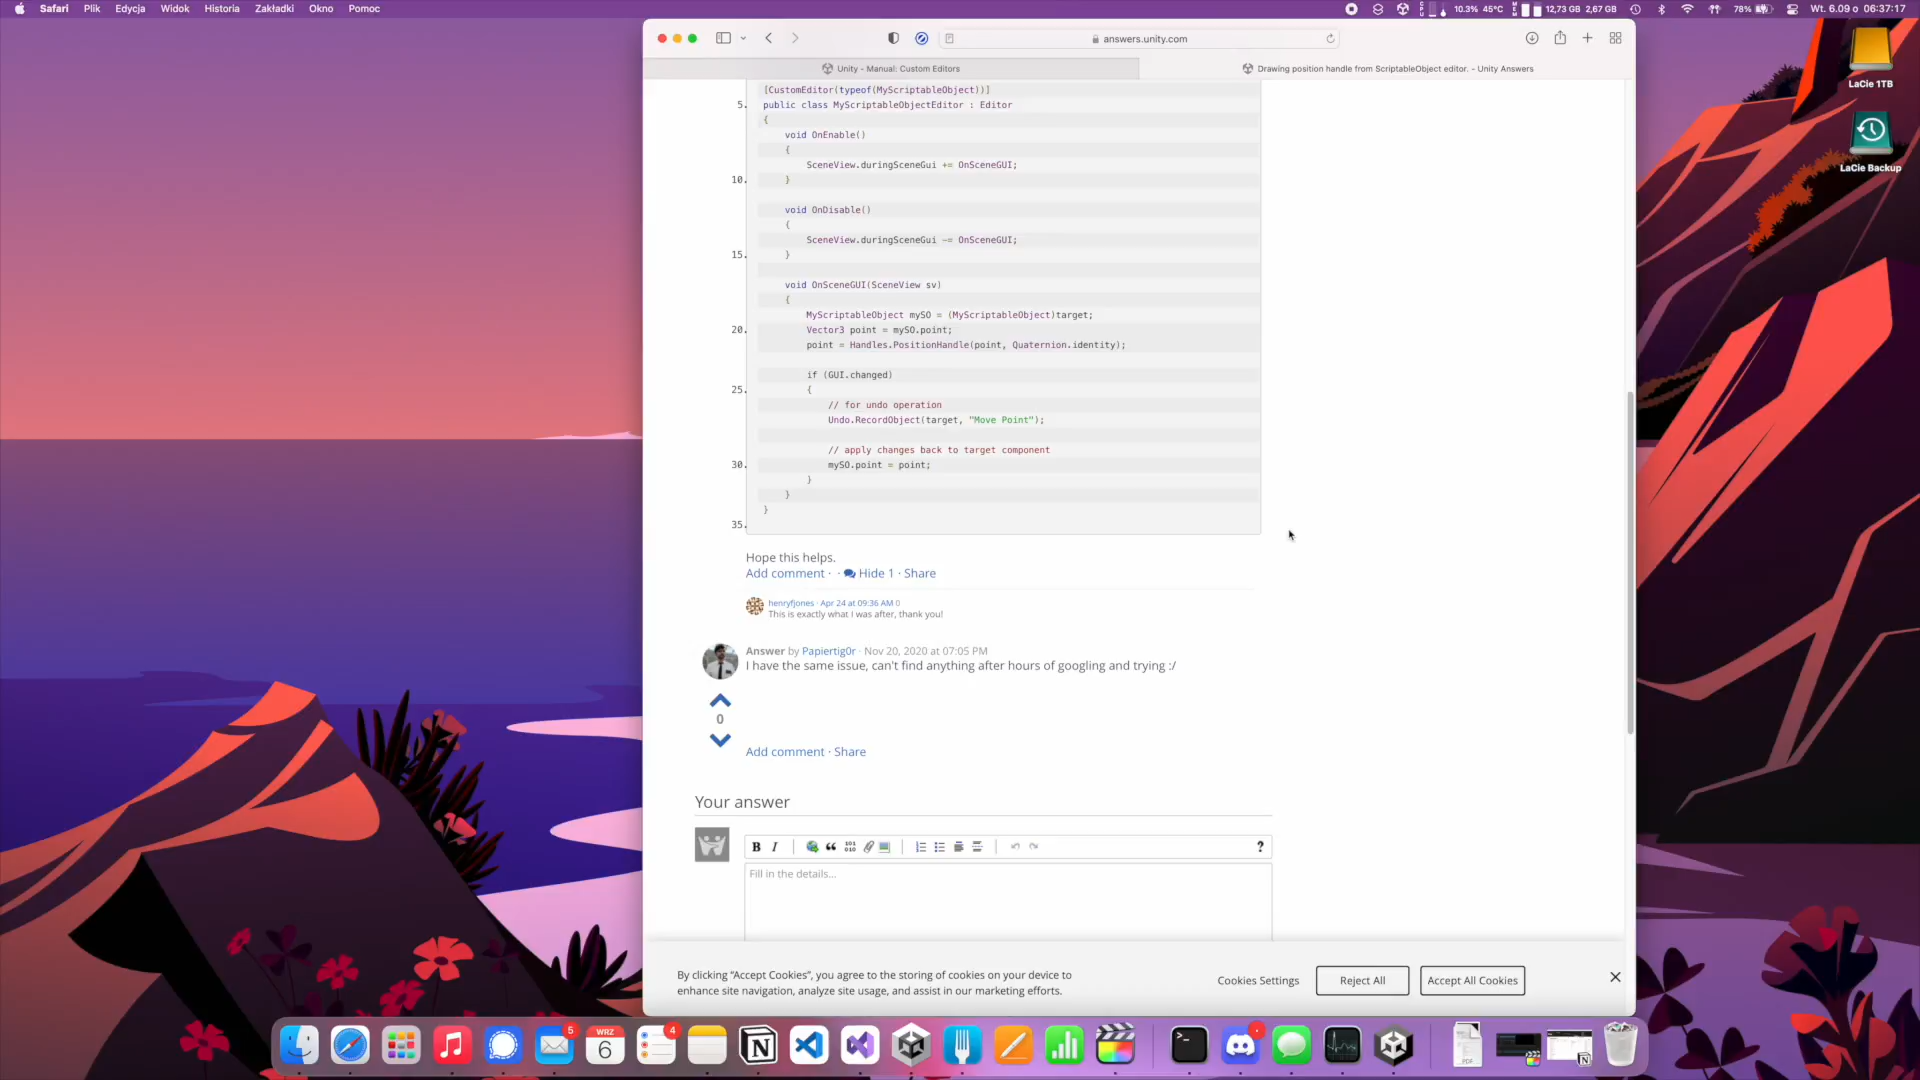 Safari Plik Edycja Widok Historia Zakładki Okno Pomoc
10.3% 45°C 12,73 GB 2,67 GB 78% Wt. 6.09 o 06:37:17
answers.unity.com
Unity - Manual: Custom Editors
Drawing position handle from ScriptableObject editor. - Unity Answers
LaCie 1TB
LaCie Backup
[CustomEditor(typeof(MyScriptableObject))]
5. public class MyScriptableObjectEditor : Editor
{
void OnEnable()
{
SceneView.duringSceneGui += OnSceneGUI;
10. }
void OnDisable()
{
SceneView.duringSceneGui -= OnSceneGUI;
15. }
void OnSceneGUI(SceneView sv)
{
MyScriptableObject mySO = (MyScriptableObject)target;
20. Vector3 point = mySO.point;
point = Handles.PositionHandle(point, Quaternion.identity);
if (GUI.changed)
25. {
// for undo operation
Undo.RecordObject(target, "Move Point");
// apply changes back to target component
30. mySO.point = point;
}
}
}
35.
Hope this helps.
Add comment · · Hide 1 · Share
henryfjones · Apr 24 at 09:36 AM 0
This is exactly what I was after, thank you!
Answer by Papiertig0r · Nov 20, 2020 at 07:05 PM
I have the same issue, can't find anything after hours of googling and trying :/
0
Add comment · Share
Your answer
B I 101 010 ?
Fill in the details...
By clicking "Accept Cookies", you agree to the storing of cookies on your device to
enhance site navigation, analyze site usage, and assist in our marketing efforts.
Cookies Settings
Reject All
Accept All Cookies
5
WRZ
6
4